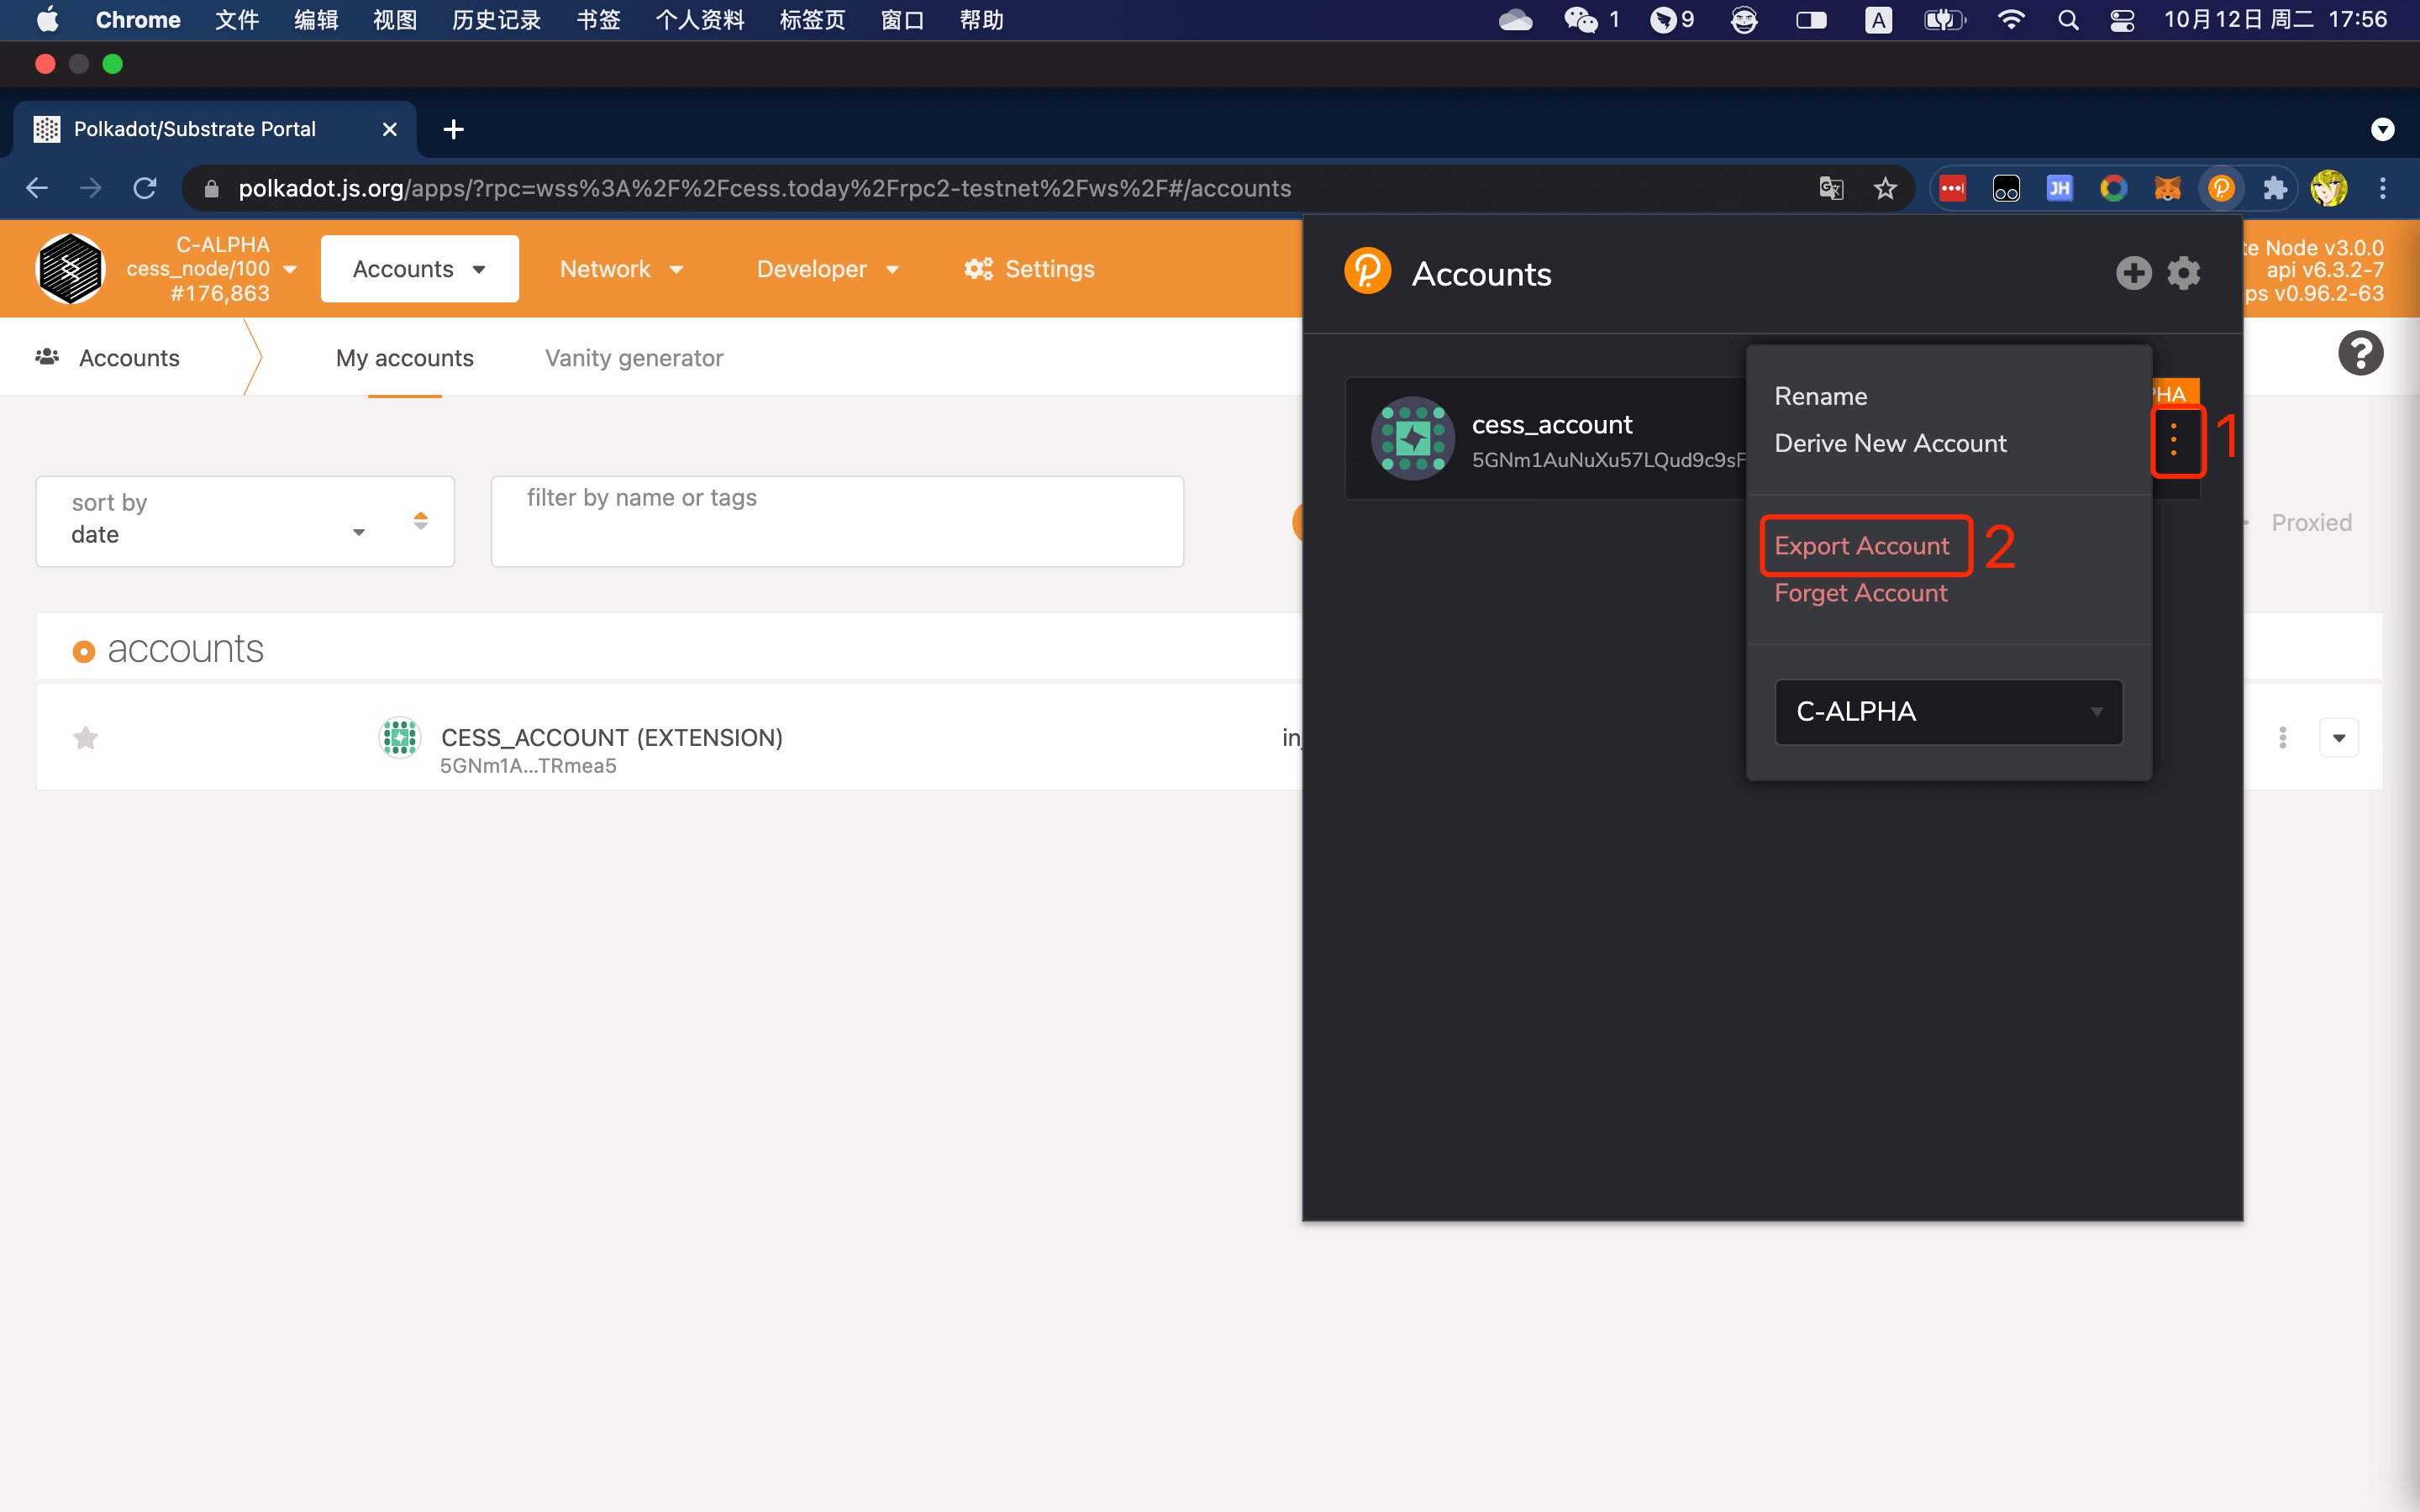 Chrome 文件 编辑 视图 历史记录 书签 个人资料 标签页 窗口 帮助 1 9 A 10月12日 周二 17:56
Polkadot/Substrate Portal
polkadot.js.org/apps/?rpc=wss%3A%2F%2Fcess.today%2Frpc2-testnet%2Fws%2F#/accounts
JH
C-ALPHA
cess_node/100
#176,863
Accounts
Network
Developer
Settings
te Node v3.0.0
api v6.3.2-7
ps v0.96.2-63
Accounts
My accounts
Vanity generator
sort by
date
filter by name or tags
Proxied
accounts
CESS_ACCOUNT (EXTENSION)
5GNm1A...TRmea5
inj
Accounts
cess_account
5GNm1AuNuXu57LQud9c9sF
PHA
1
Rename
Derive New Account
Export Account
2
Forget Account
C-ALPHA